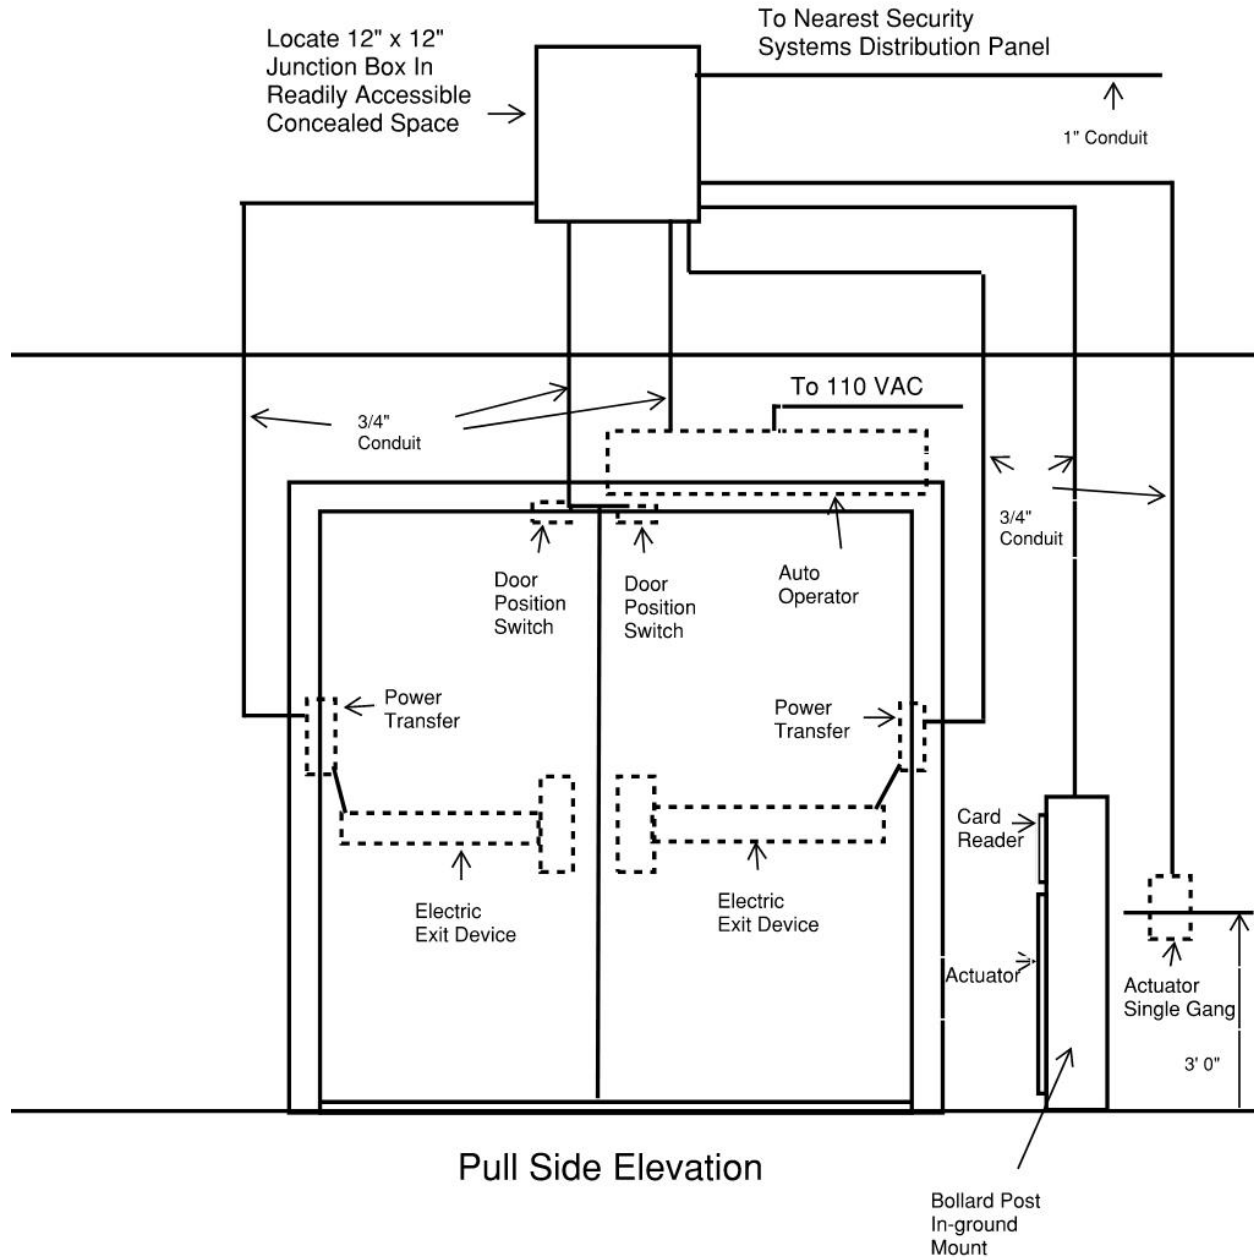 To Nearest Security
Systems Distribution Panel
Locate 12" x 12"
Junction Box In
Readily Accessible
Concealed Space
1" Conduit
To 110 VAC
3/4"
Conduit
3/4"
Conduit
Door
Position
Switch
Door
Position
Switch
Auto
Operator
Power
Transfer
Power
Transfer
Card
Reader
Electric
Exit Device
Electric
Exit Device
Actuator
Actuator
Single Gang
3' 0"
Pull Side Elevation
Bollard Post
In-ground
Mount